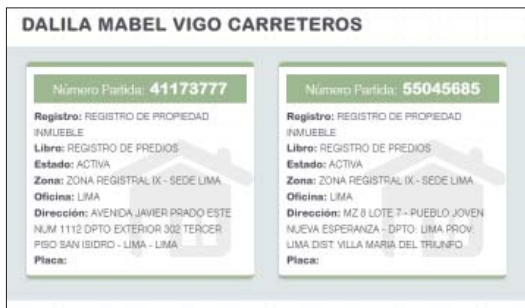 DALILA MABEL VIGO CARRETEROS
Número Partida: 41173777
Registro: REGISTRO DE PROPIEDAD
INMUEBLE
Libro: REGISTRO DE PREDIOS
Estado: ACTIVA
Zona: ZONA REGISTRAL IX - SEDE LIMA
Oficina: LIMA
Dirección: AVENIDA JAVIER PRADO ESTE
NUM 1112 DPTO EXTERIOR 302 TERCER
PISO SAN ISIDRO - LIMA - LIMA
Placa:
Número Partida: 55045685
Registro: REGISTRO DE PROPIEDAD
INMUEBLE
Libro: REGISTRO DE PREDIOS
Estado: ACTIVA
Zona: ZONA REGISTRAL IX - SEDE LIMA
Oficina: LIMA
Dirección: MZ 8 LOTE 7 - PUEBLO JOVEN
NUEVA ESPERANZA - DPTO: LIMA PROV:
LIMA DIST: VILLA MARIA DEL TRIUNFO
Placa: